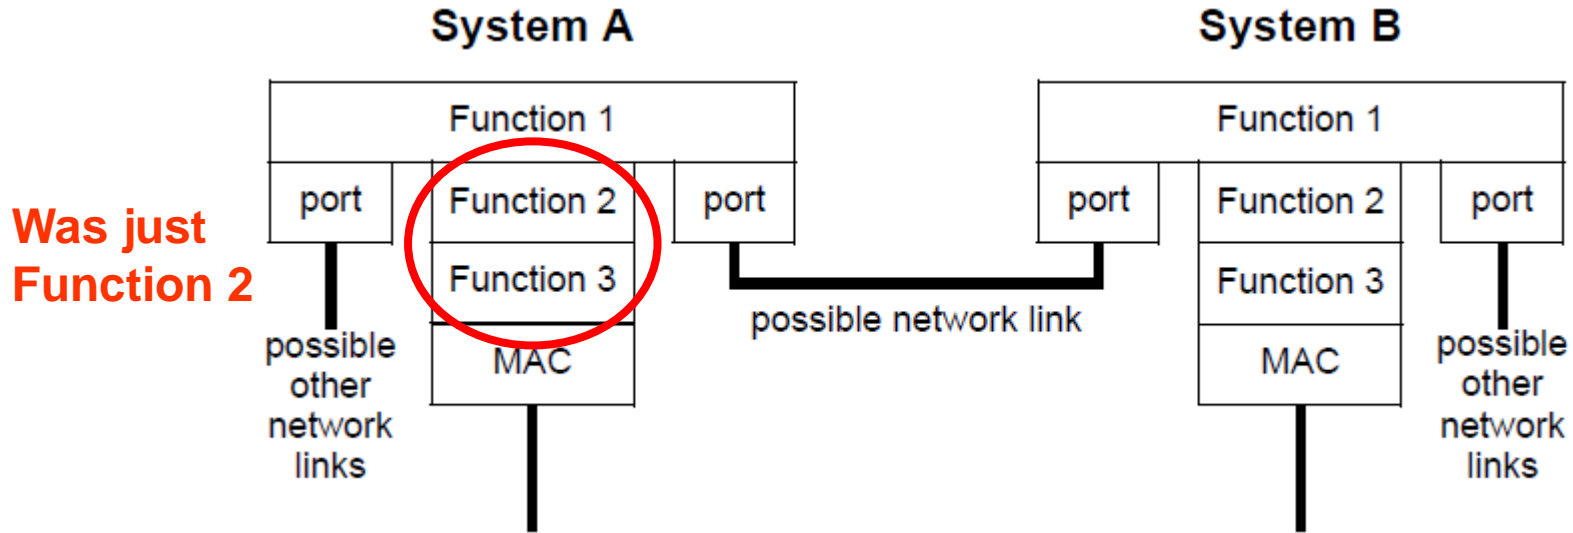 System A
System B
Function 1
Function 1
port
Function 2
port
port
Function 2
port
Was just
Function 2
Function 3
Function 3
possible network link
MAC
MAC
possible
other
network
links
possible
other
network
links